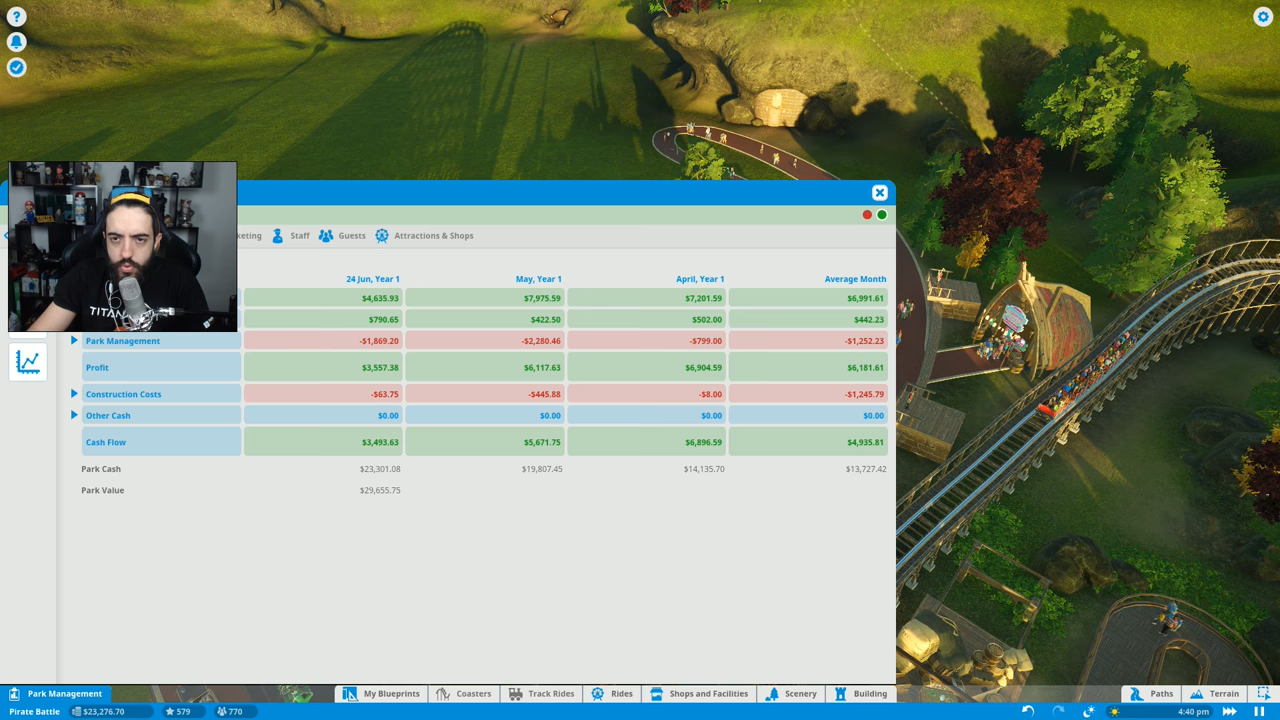 ?
keting Staff Guests Attractions & Shops
24 Jun, Year 1 May, Year 1 April, Year 1 Average Month
$4,635.93 $7,975.59 $7,201.59 $6,991.61
$790.65 $422.50 $502.00 $442.23
Park Management -$1,869.20 -$2,280.46 -$799.00 -$1,252.23
Profit $3,557.38 $6,117.63 $6,904.59 $6,181.61
Construction Costs -$63.75 -$445.88 -$8.00 -$1,245.79
Other Cash $0.00 $0.00 $0.00 $0.00
Cash Flow $3,493.63 $5,671.75 $6,896.59 $4,935.81
Park Cash $23,301.08 $19,807.45 $14,135.70 $13,727.42
Park Value $29,655.75
TITAN
Park Management My Blueprints Coasters Track Rides Rides Shops and Facilities Scenery Building Paths Terrain
Pirate Battle $23,276.70 579 770 4:40 pm